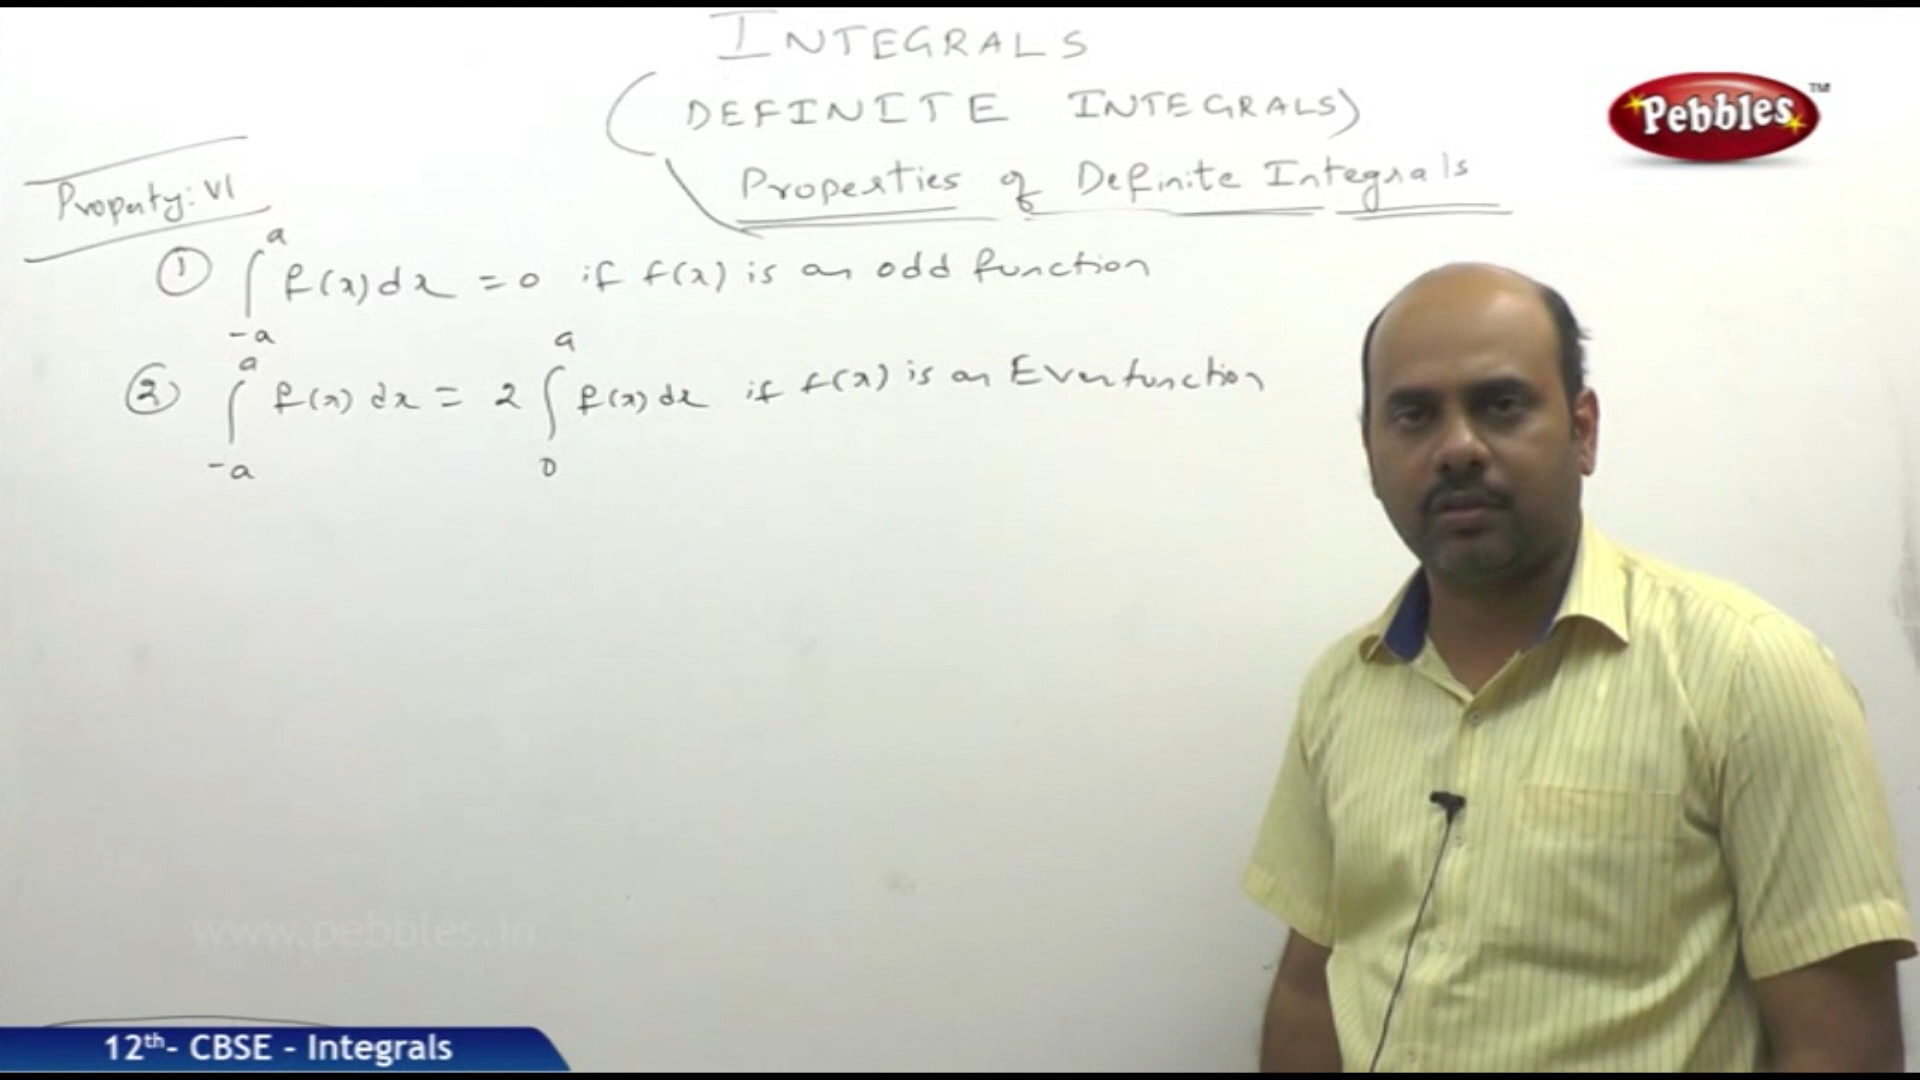 INTEGRALS
(DEFINITE INTEGRALS)
Properties of Definite Integrals
Pebbles™
Property: VI
① ∫_{-a}^{a} f(x) dx = 0 if f(x) is an odd function
② ∫_{-a}^{a} f(x) dx = 2 ∫_{0}^{a} f(x) dx if f(x) is an Even function
www.pebbles.in
12th- CBSE - Integrals